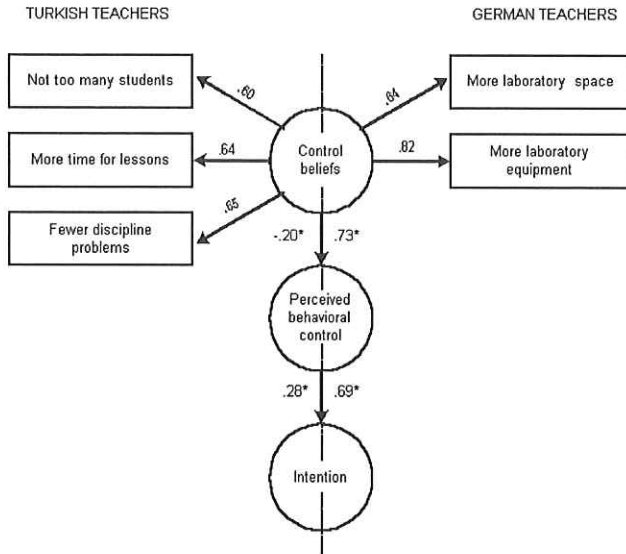 TURKISH TEACHERS
GERMAN TEACHERS
Not too many students
.60
.64
More laboratory space
More time for lessons
.64
Control
beliefs
.82
More laboratory
equipment
Fewer discipline
problems
.65
-.20*
.73*
Perceived
behavioral
control
.28*
.69*
Intention